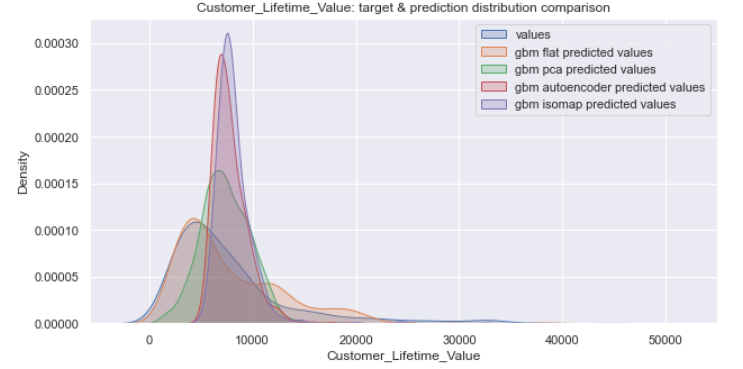 Customer_Lifetime_Value: target & prediction distribution comparison
values
gbm flat predicted values
gbm pca predicted values
gbm autoencoder predicted values
gbm isomap predicted values
0.00030
0.00025
0.00020
0.00015
0.00010
0.00005
0.00000
Density
0 10000 20000 30000 40000 50000
Customer_Lifetime_Value